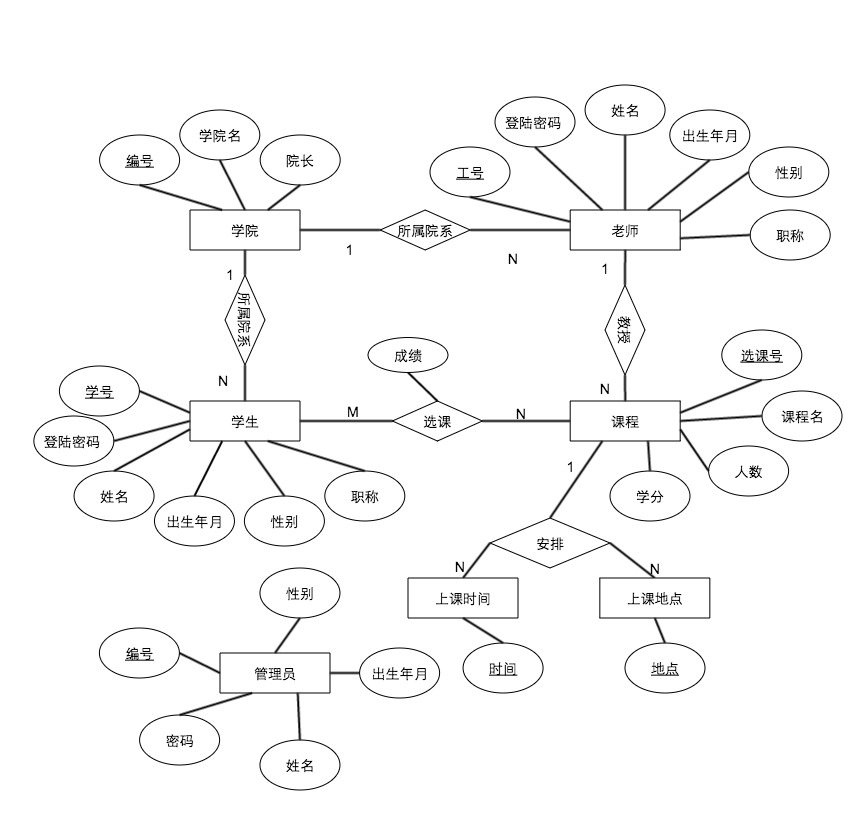 学院名
编号
院长
姓名
登陆密码
出生年月
工号
性别
学院
所属院系
老师
职称
1
N
1
1
所属院系
教授
成绩
选课号
N
N
学号
M
N
学生
选课
课程
课程名
登陆密码
姓名
职称
1
人数
学分
出生年月
性别
安排
N
N
性别
上课时间
上课地点
编号
管理员
出生年月
时间
地点
密码
姓名